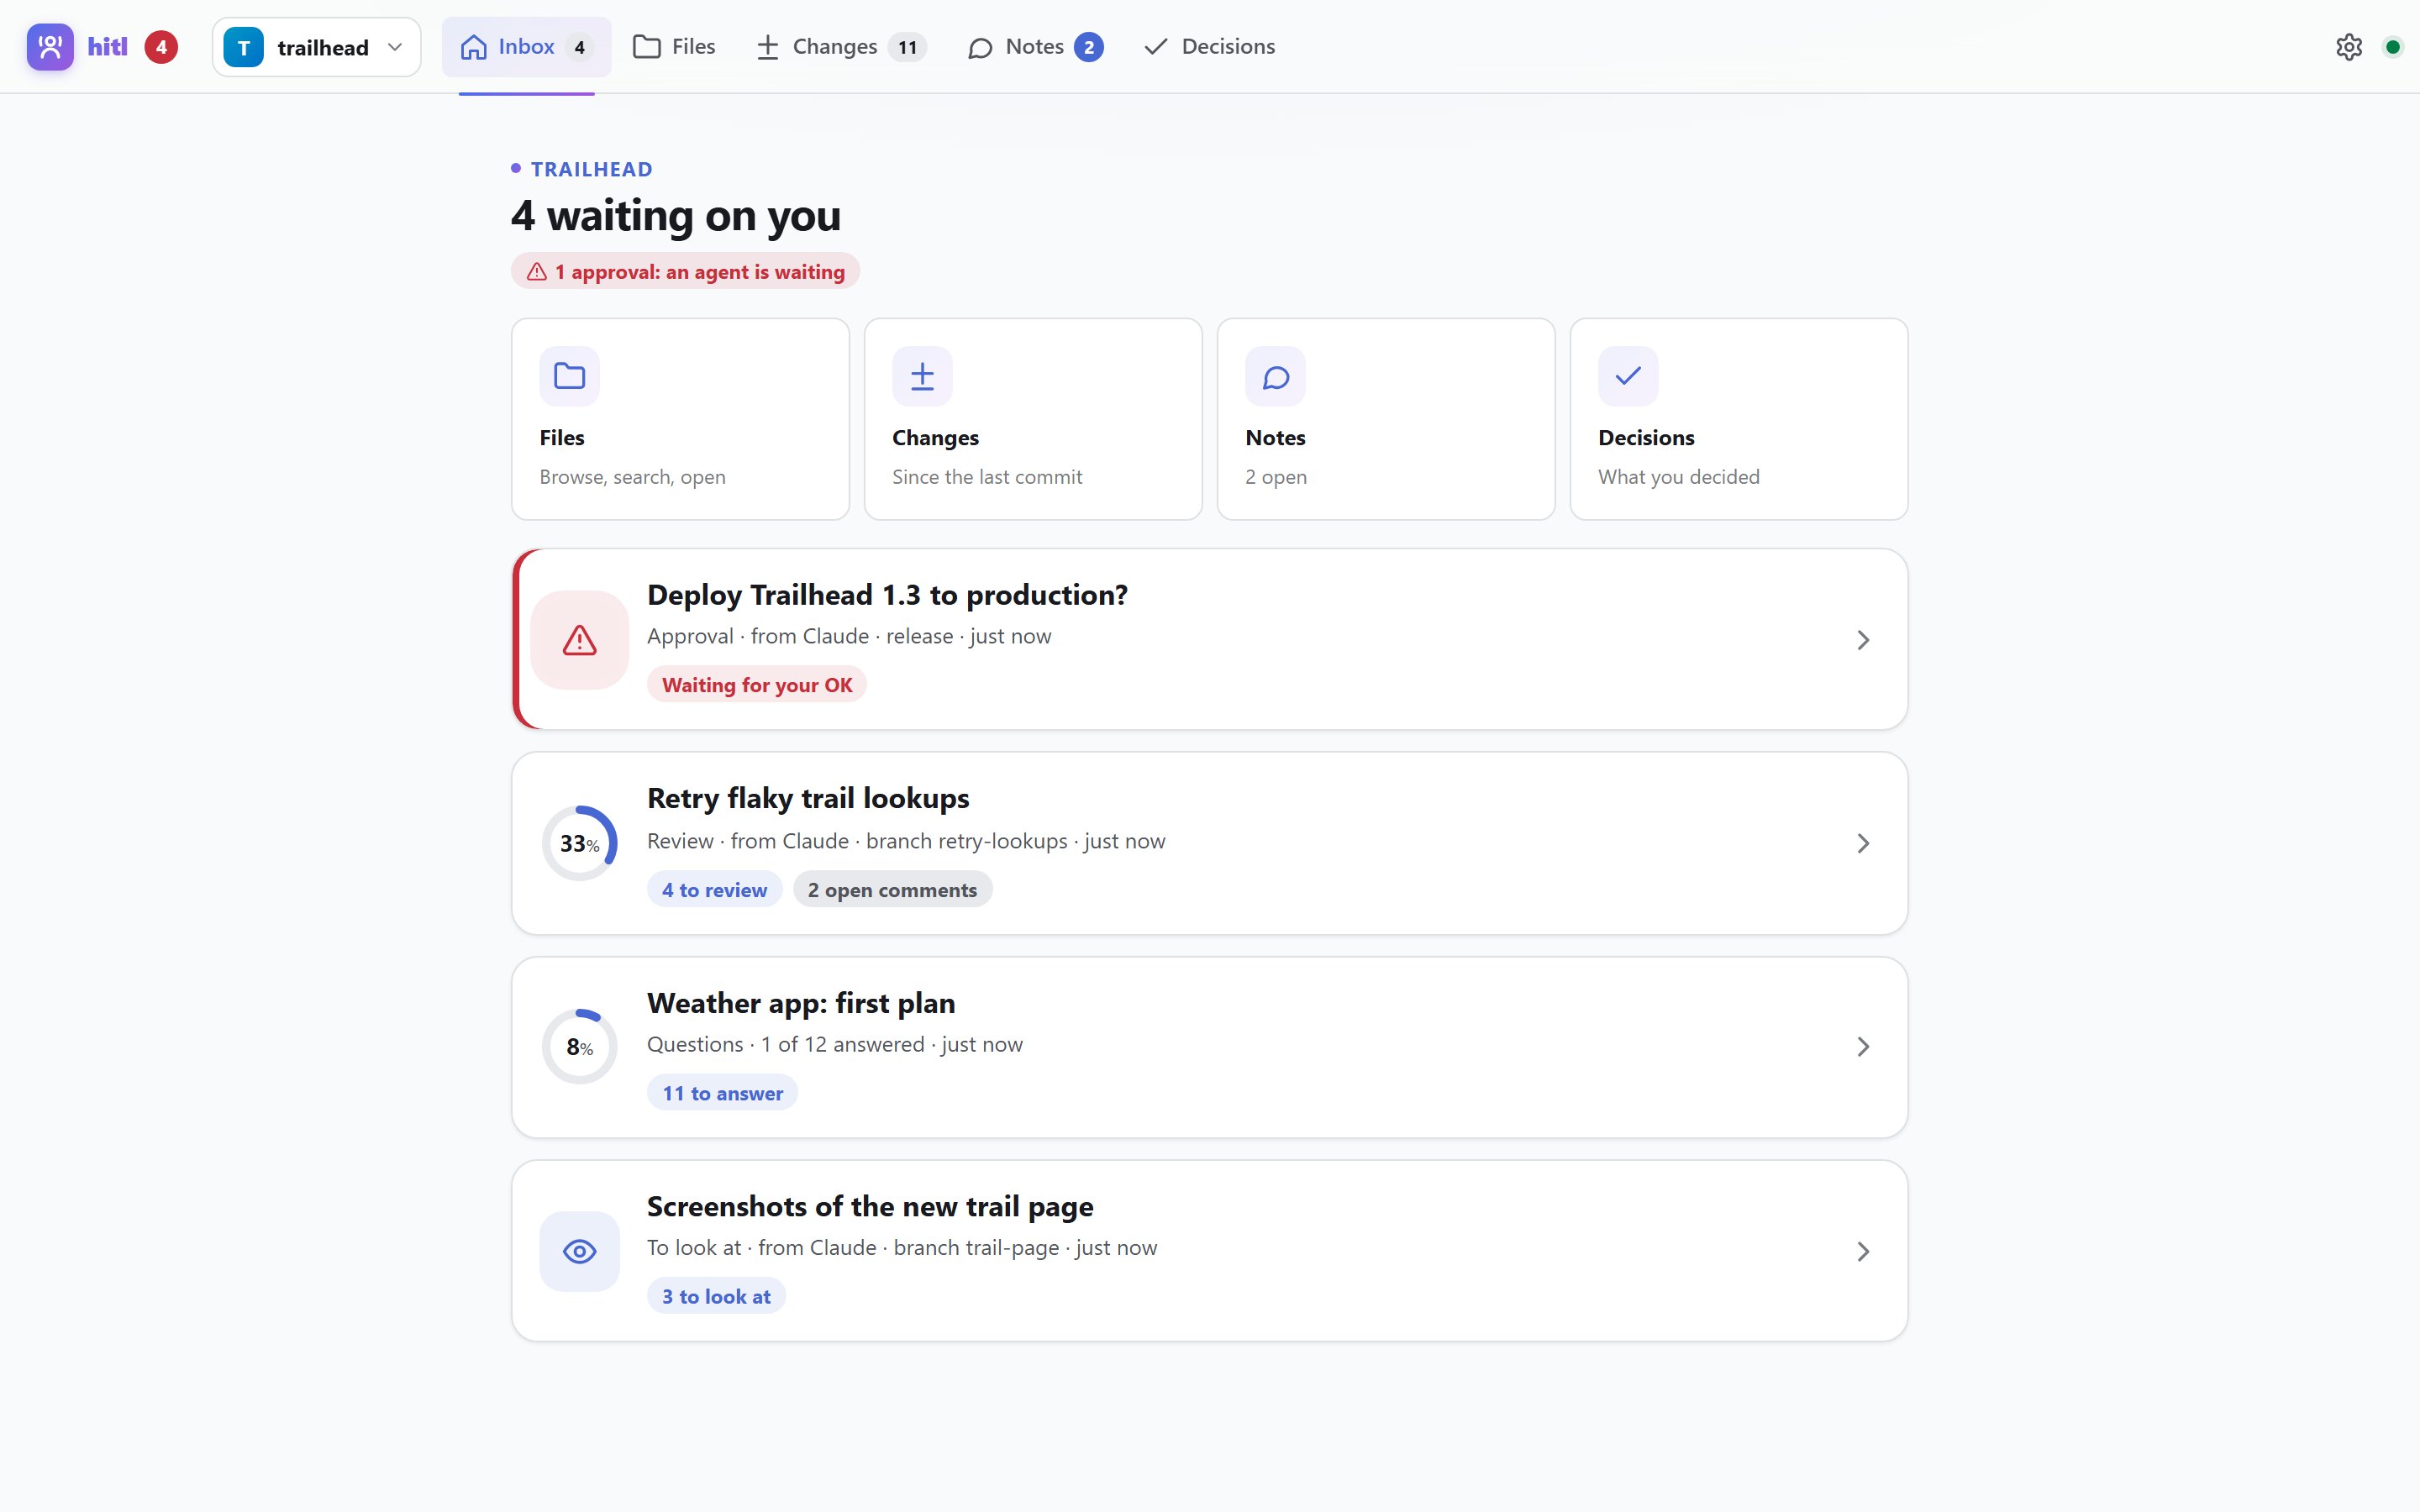 hitl 4 T trailhead Inbox 4 Files Changes 11 Notes 2 Decisions
TRAILHEAD
4 waiting on you
1 approval: an agent is waiting
Files
Browse, search, open
Changes
Since the last commit
Notes
2 open
Decisions
What you decided
Deploy Trailhead 1.3 to production?
Approval · from Claude · release · just now
Waiting for your OK
33%
Retry flaky trail lookups
Review · from Claude · branch retry-lookups · just now
4 to review 2 open comments
8%
Weather app: first plan
Questions · 1 of 12 answered · just now
11 to answer
Screenshots of the new trail page
To look at · from Claude · branch trail-page · just now
3 to look at